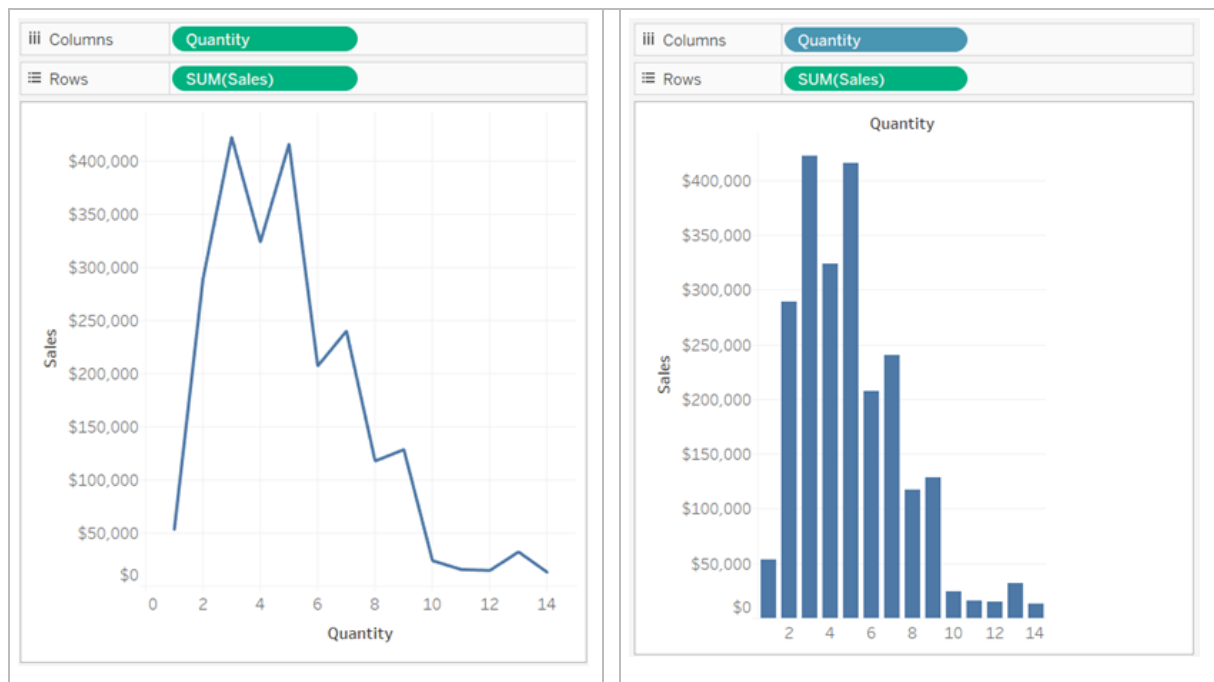 Columns Quantity
Rows SUM(Sales)
$400,000
$350,000
$300,000
$250,000
$200,000
$150,000
$100,000
$50,000
$0
Sales
0 2 4 6 8 10 12 14
Quantity
Columns Quantity
Rows SUM(Sales)
Quantity
$400,000
$350,000
$300,000
$250,000
$200,000
$150,000
$100,000
$50,000
$0
Sales
2 4 6 8 10 12 14